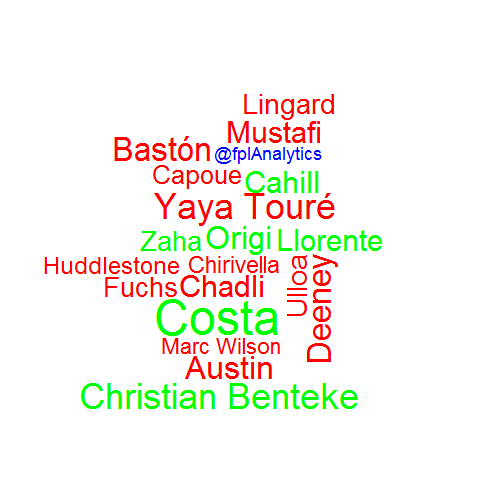 Lingard
Mustafi
Bastón @fplAnalytics
Capoue Cahill
Yaya Touré
Zaha Origi Llorente
Huddlestone Chirivella
Fuchs Chadli Ulloa Deeney
Costa
Marc Wilson
Austin
Christian Benteke